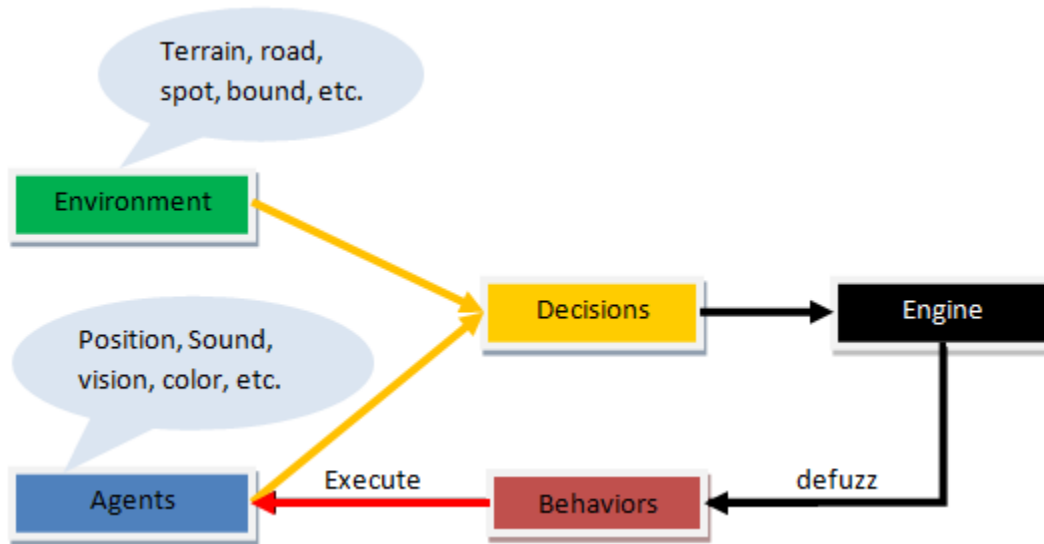 Terrain, road,
spot, bound, etc.
Environment
Decisions
Engine
Position, Sound,
vision, color, etc.
Agents
Execute
Behaviors
defuzz